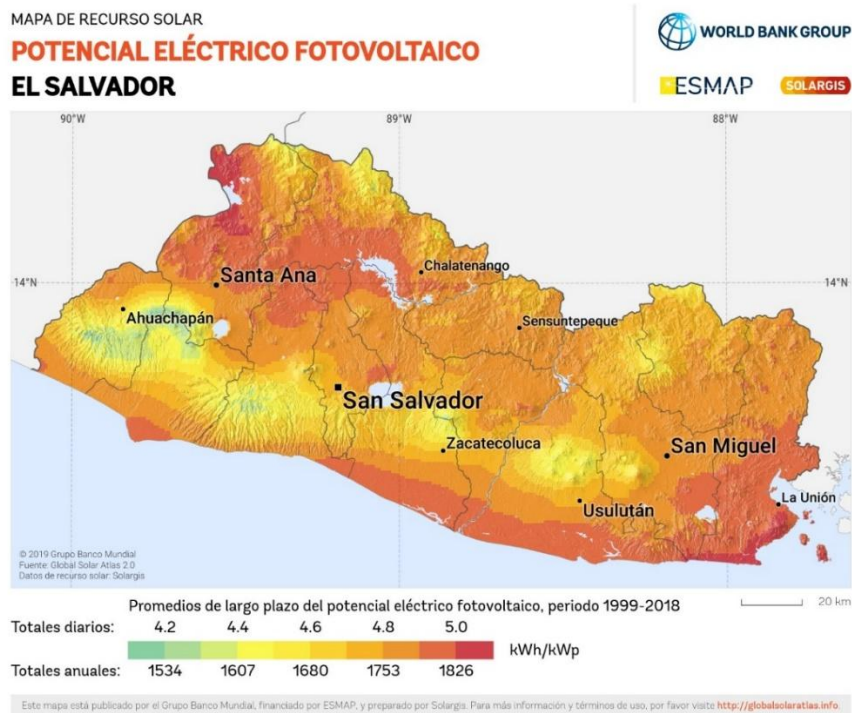 MAPA DE RECURSO SOLAR
POTENCIAL ELÉCTRICO FOTOVOLTAICO
EL SALVADOR
WORLD BANK GROUP
ESMAP
SOLARGIS
90°W
89°W
88°W
14°N
14°N
Santa Ana
Chalatenango
Ahuachapán
Sensuntepeque
San Salvador
Zacatecoluca
San Miguel
Usulután
La Unión
© 2019 Grupo Banco Mundial
Fuente: Global Solar Atlas 2.0
Datos de recurso solar: Solargis
20 km
Promedios de largo plazo del potencial eléctrico fotovoltaico, periodo 1999-2018
Totales diarios: 4.2 4.4 4.6 4.8 5.0
kWh/kWp
Totales anuales: 1534 1607 1680 1753 1826
Este mapa está publicado por el Grupo Banco Mundial, financiado por ESMAP, y preparado por Solargis. Para más información y términos de uso, por favor visite http://globalsolaratlas.info.